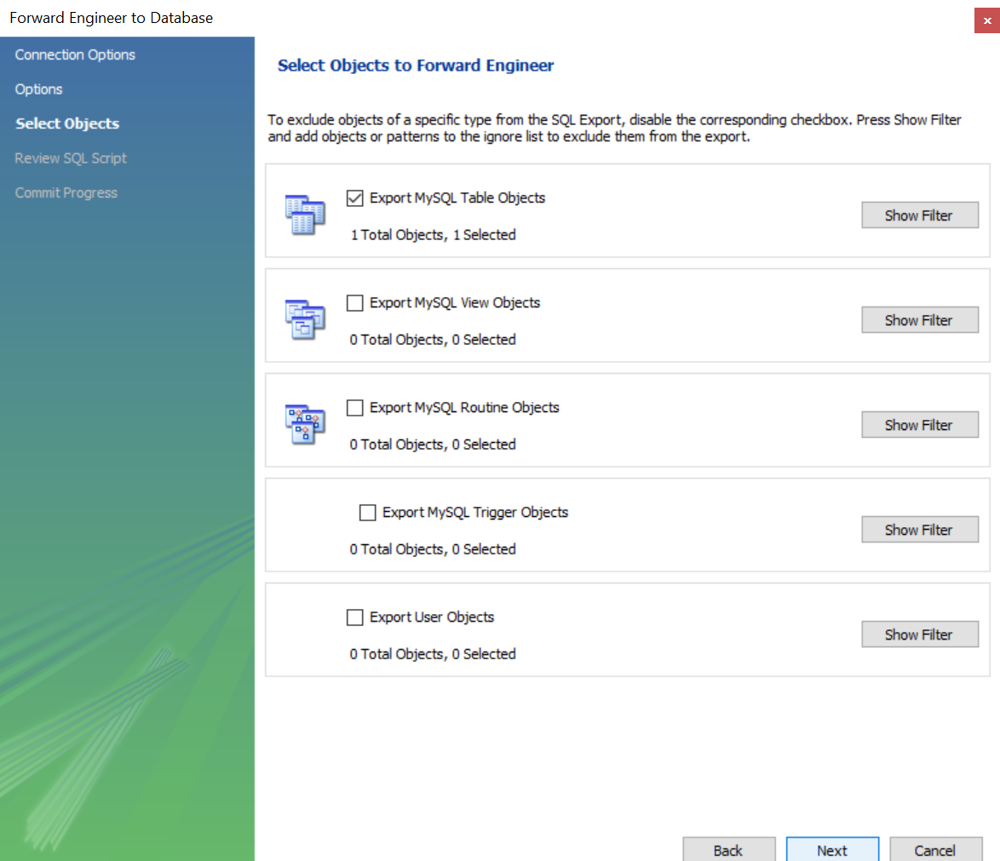 Forward Engineer to Database
Connection Options
Options
Select Objects
Review SQL Script
Commit Progress
Select Objects to Forward Engineer
To exclude objects of a specific type from the SQL Export, disable the corresponding checkbox. Press Show Filter
and add objects or patterns to the ignore list to exclude them from the export.
Export MySQL Table Objects
Show Filter
1 Total Objects, 1 Selected
Export MySQL View Objects
Show Filter
0 Total Objects, 0 Selected
Export MySQL Routine Objects
Show Filter
0 Total Objects, 0 Selected
Export MySQL Trigger Objects
Show Filter
0 Total Objects, 0 Selected
Export User Objects
Show Filter
0 Total Objects, 0 Selected
Back Next Cancel